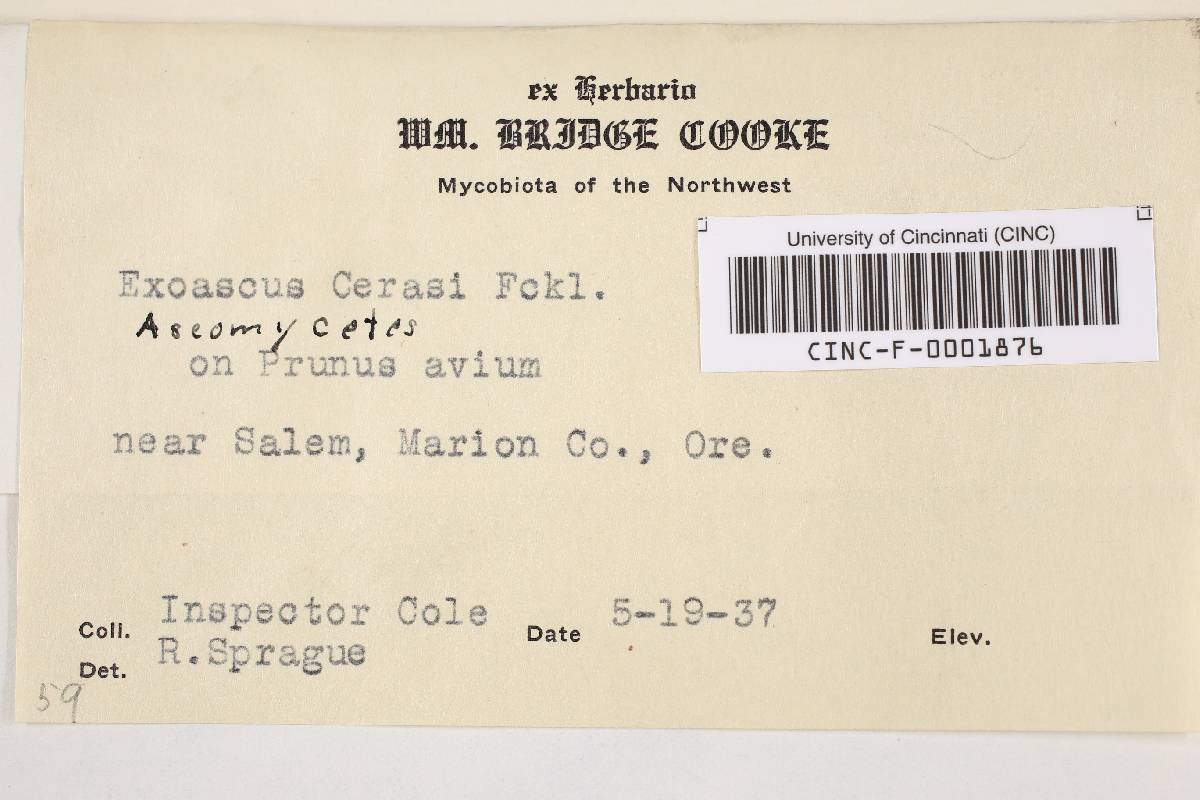 ex Herbario
WM. BRIDGE COOKE
Mycobiota of the Northwest
University of Cincinnati (CINC)
CINC-F-0001876
Exoascus Cerasi Fckl.
Ascomycetes
on Prunus avium
near Salem, Marion Co., Ore.
Coll. Inspector Cole Date 5-19-37 Elev.
Det. R.Sprague
59